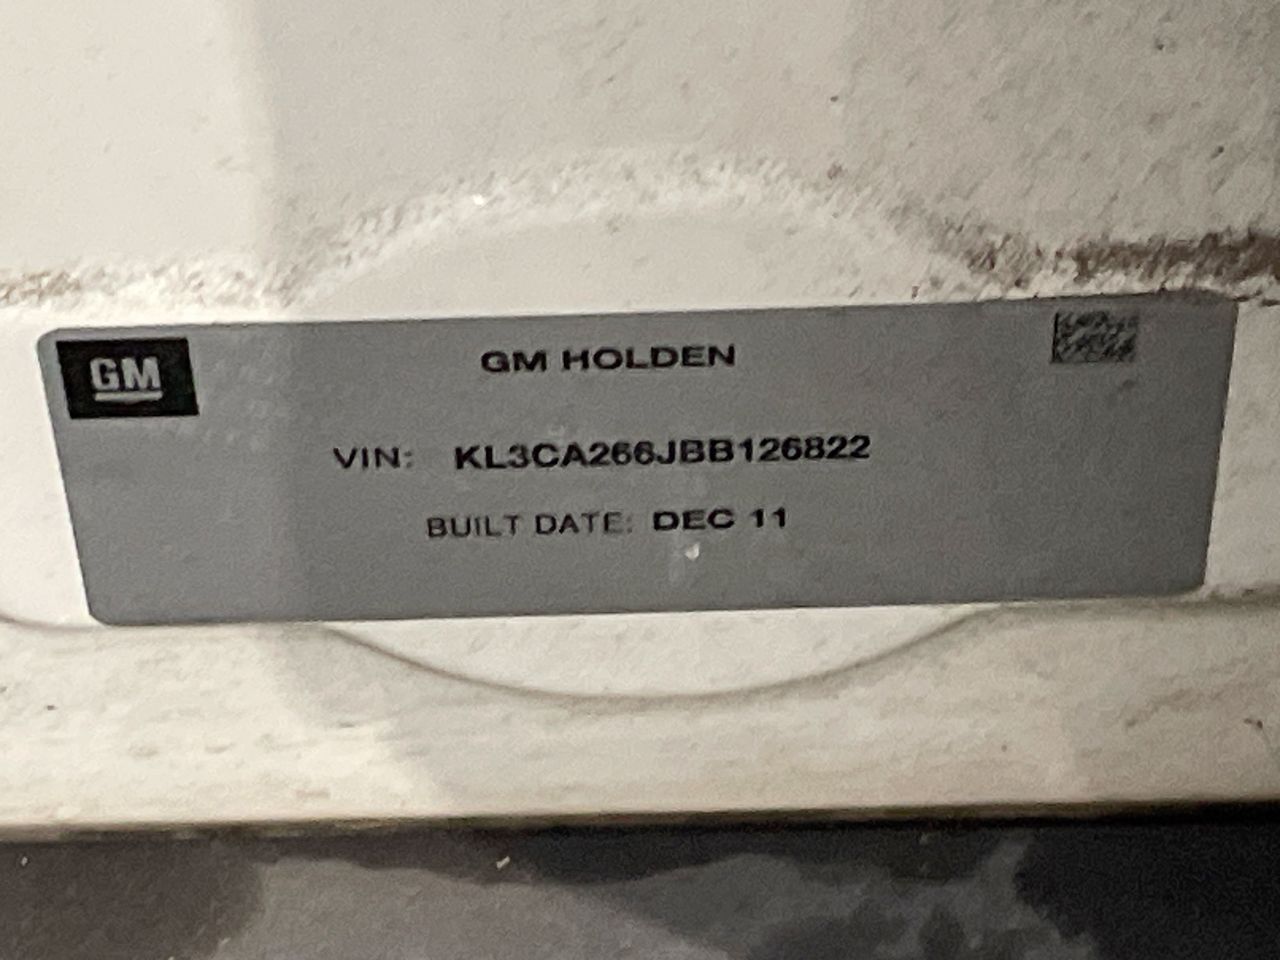 GM
GM HOLDEN
VIN: KL3CA266JBB126822
BUILT DATE: DEC 11